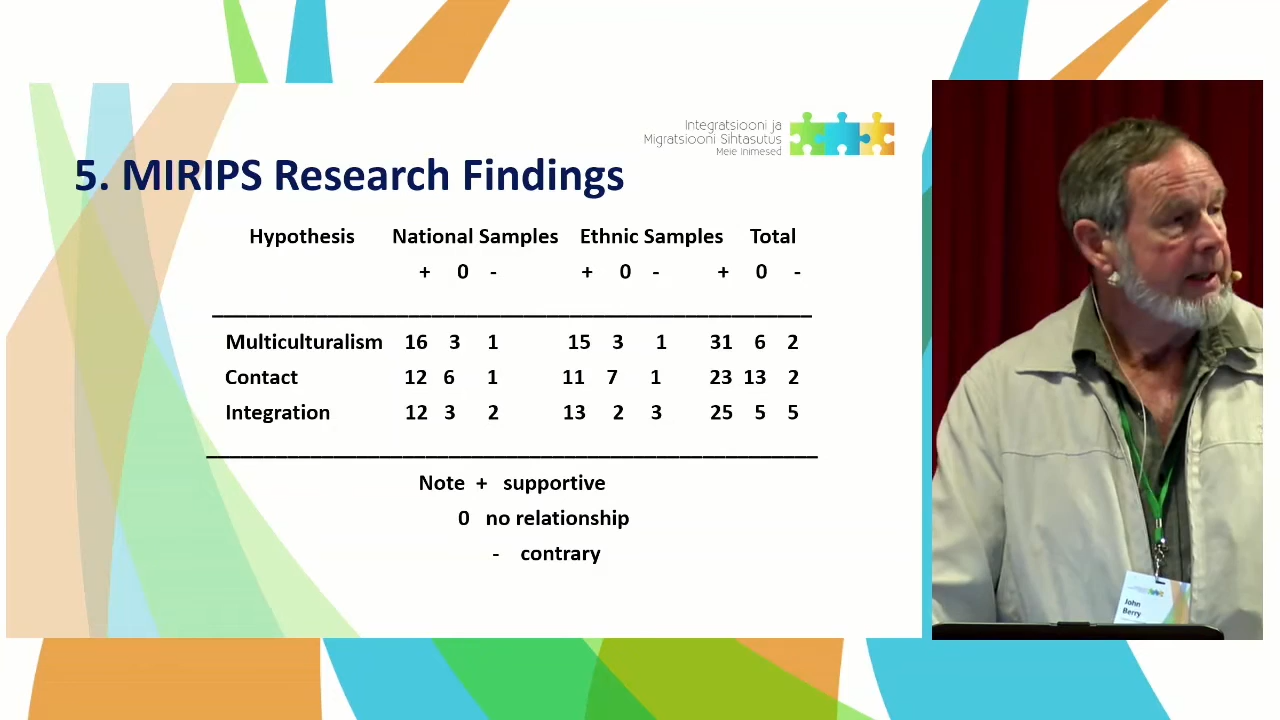 Integratsiooni ja
Migratsiooni Sihtasutus
Meie Inimesed
5. MIRIPS Research Findings
Hypothesis National Samples Ethnic Samples Total
+ 0 - + 0 - + 0 -
Multiculturalism 16 3 1 15 3 1 31 6 2
Contact 12 6 1 11 7 1 23 13 2
Integration 12 3 2 13 2 3 25 5 5
Note + supportive
0 no relationship
- contrary
John
Berry